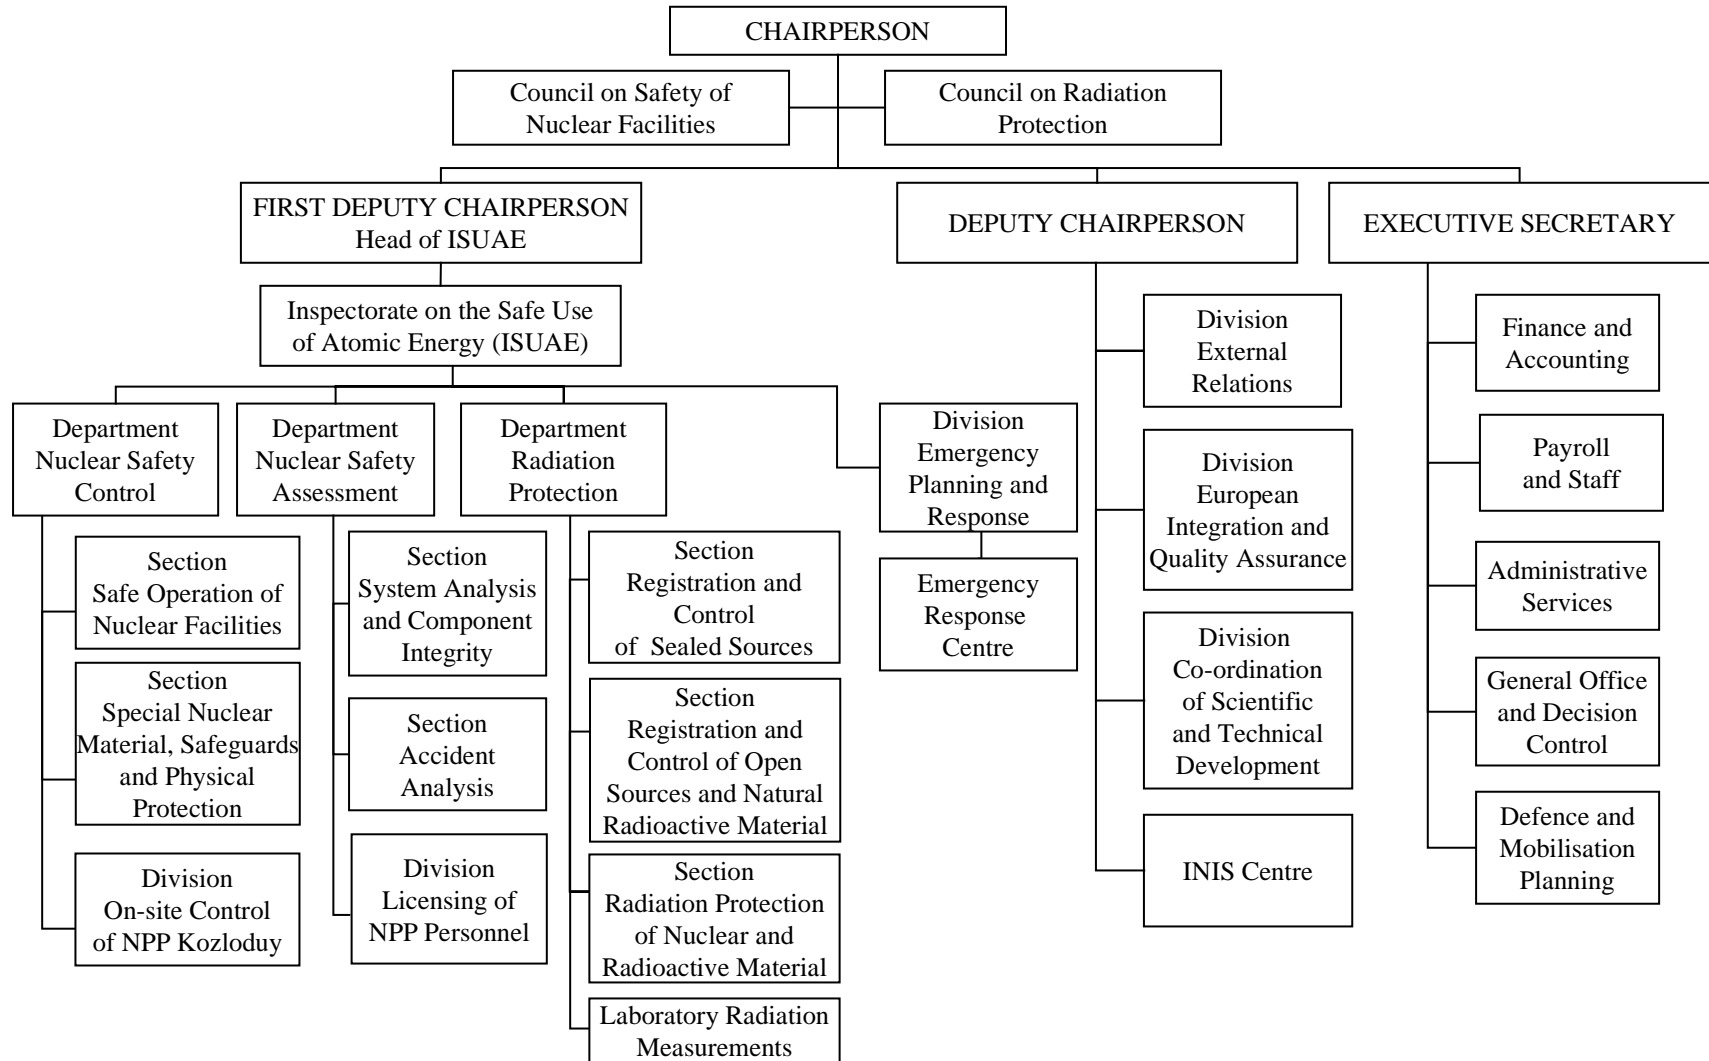 CHAIRPERSON
Council on Safety of
Nuclear Facilities
Council on Radiation
Protection
FIRST DEPUTY CHAIRPERSON
Head of ISUAE
DEPUTY CHAIRPERSON
EXECUTIVE SECRETARY
Inspectorate on the Safe Use
of Atomic Energy (ISUAE)
Department
Nuclear Safety
Control
Section
Safe Operation of
Nuclear Facilities
Section
Special Nuclear
Material, Safeguards
and Physical
Protection
Division
On-site Control
of NPP Kozloduy
Department
Nuclear Safety
Assessment
Section
System Analysis
and Component
Integrity
Section
Accident
Analysis
Division
Licensing of
NPP Personnel
Department
Radiation
Protection
Section
Registration and
Control
of Sealed Sources
Section
Registration and
Control of Open
Sources and Natural
Radioactive Material
Section
Radiation Protection
of Nuclear and
Radioactive Material
Laboratory Radiation
Measurements
Division
Emergency
Planning and
Response
Emergency
Response
Centre
Division
External
Relations
Division
European
Integration and
Quality Assurance
Division
Co-ordination
of Scientific
and Technical
Development
INIS Centre
Finance and
Accounting
Payroll
and Staff
Administrative
Services
General Office
and Decision
Control
Defence and
Mobilisation
Planning